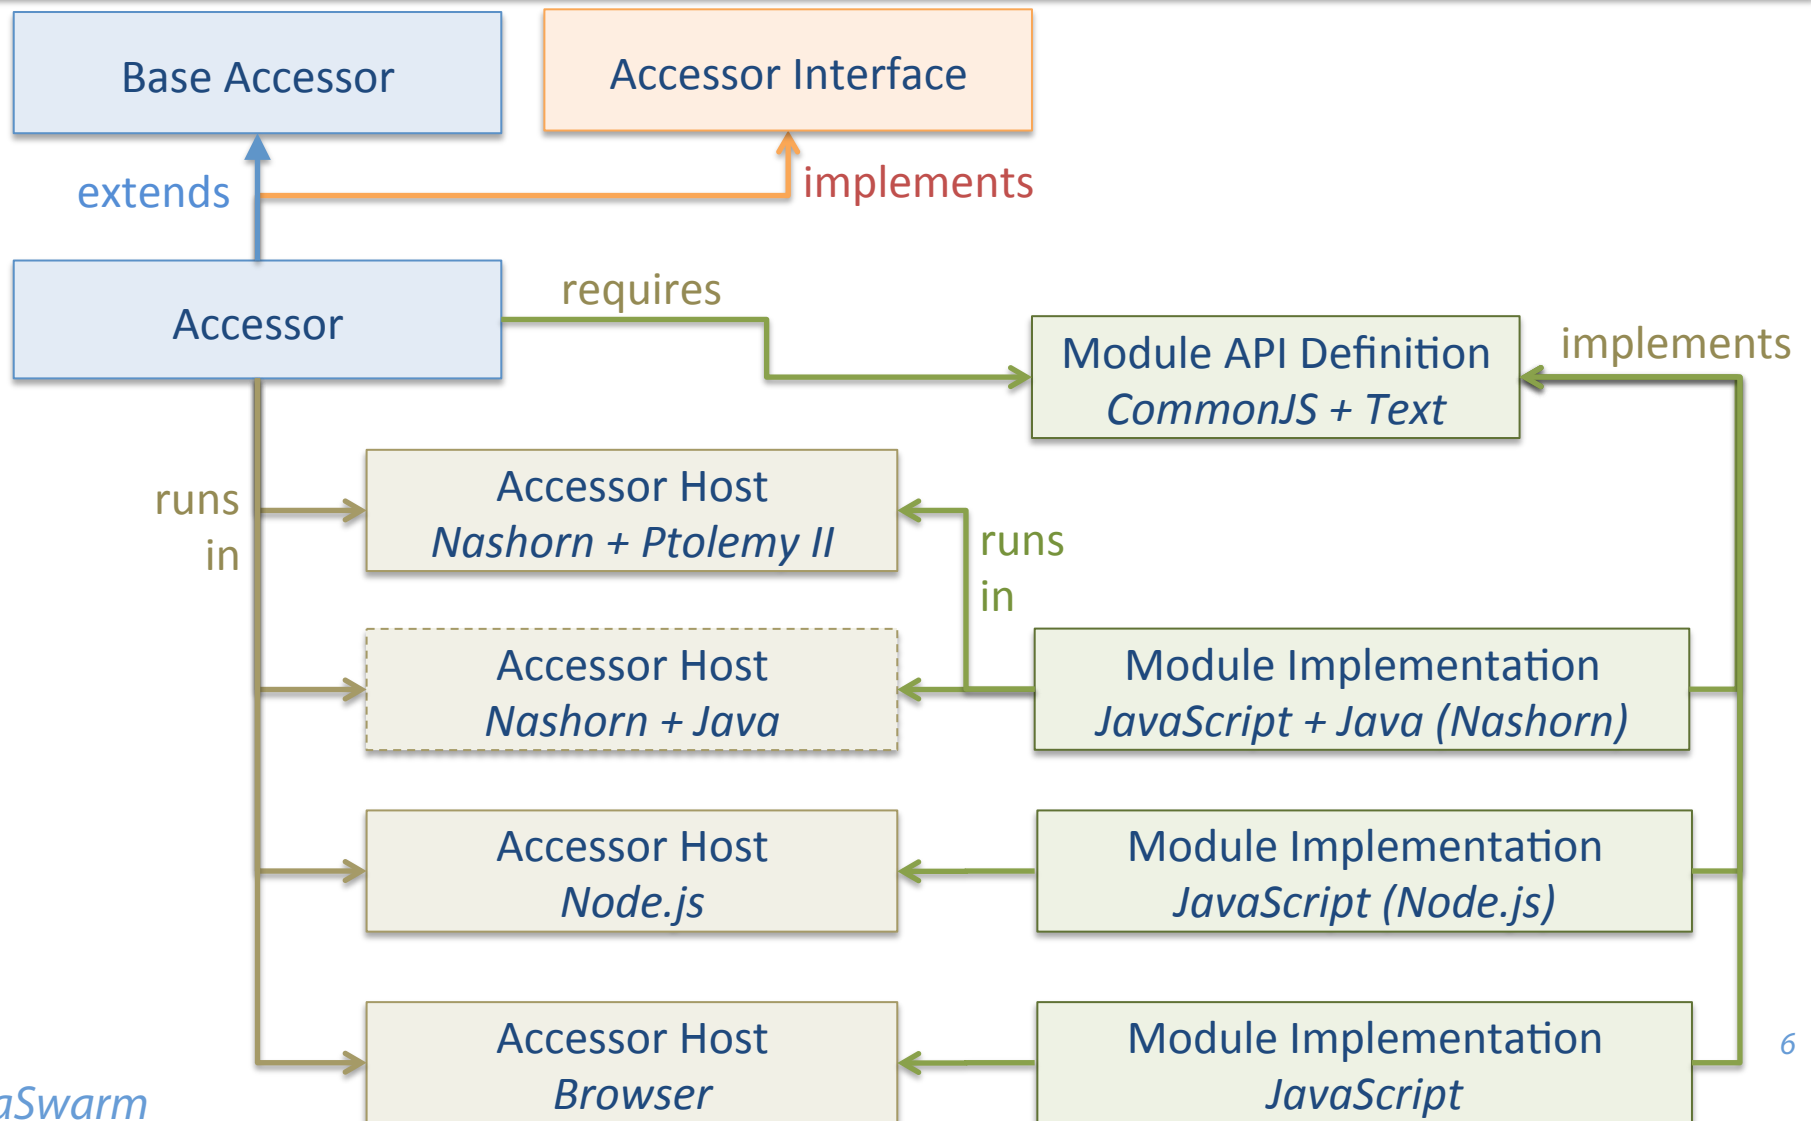 Base Accessor
Accessor Interface
extends
implements
Accessor
requires
Module API Definition
CommonJS + Text
implements
runs
in
Accessor Host
Nashorn + Ptolemy II
runs
in
Accessor Host
Nashorn + Java
Module Implementation
JavaScript + Java (Nashorn)
Accessor Host
Node.js
Module Implementation
JavaScript (Node.js)
Accessor Host
Browser
Module Implementation
JavaScript
6
aSwarm